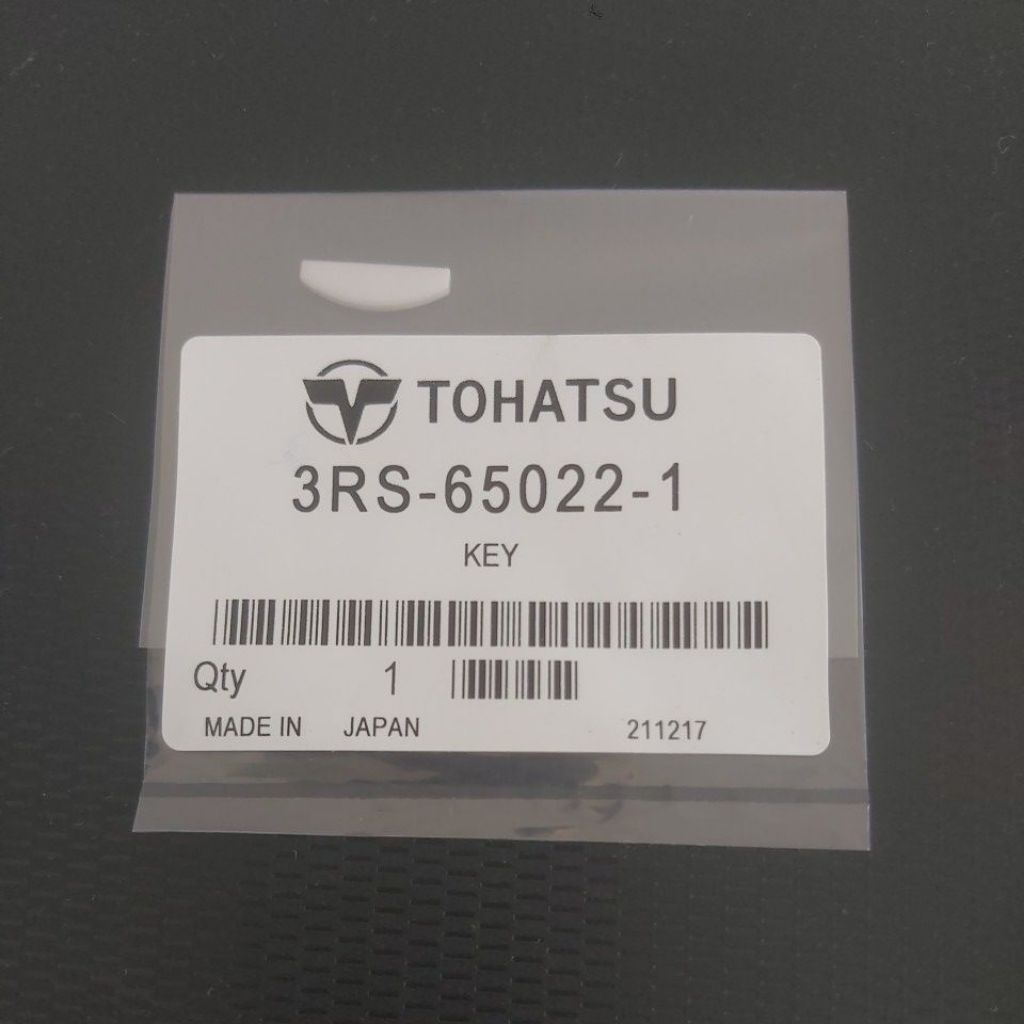 TOHATSU
3RS-65022-1
KEY
Qty 1
MADE IN JAPAN 211217